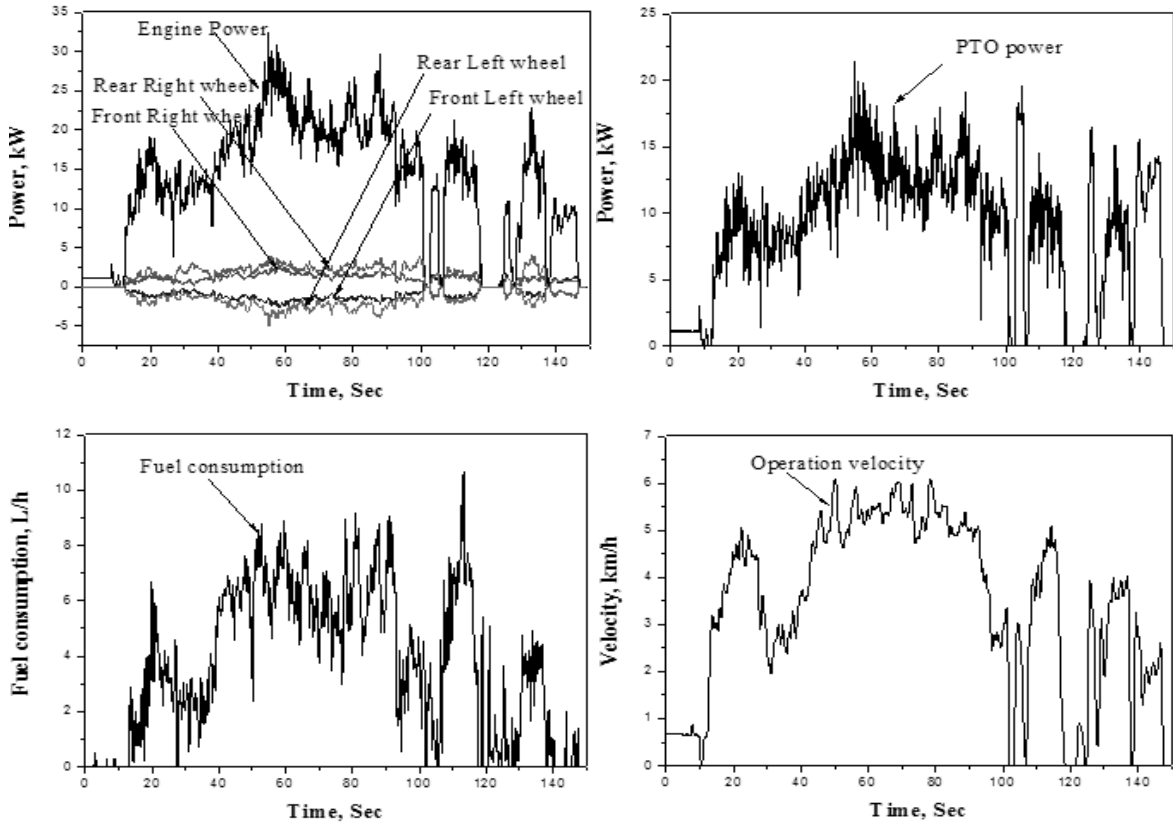 35
30
25
20
15
10
5
0
-5
Power, kW
Engine Power
Rear Left wheel
Rear Right wheel
Front Left wheel
Front Right wheel
0 20 40 60 80 100 120 140
Time, Sec
25
20
15
10
5
0
Power, kW
PTO power
0 20 40 60 80 100 120 140
Time, Sec
12
10
8
6
4
2
0
Fuel consumption, L/h
Fuel consumption
0 20 40 60 80 100 120 140
Time, Sec
7
6
5
4
3
2
1
0
Velocity, km/h
Operation velocity
0 20 40 60 80 100 120 140
Time, Sec